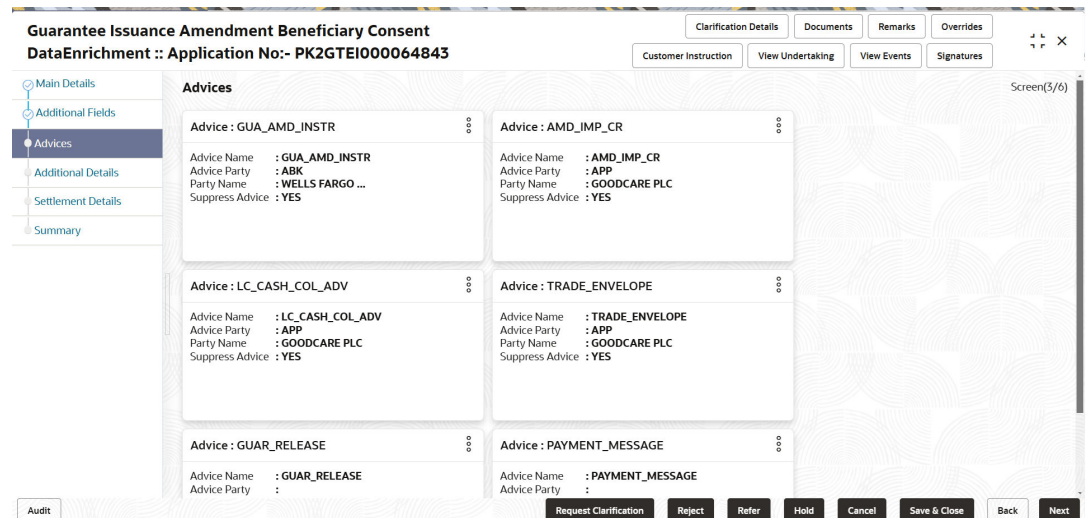 Guarantee Issuance Amendment Beneficiary Consent
DataEnrichment :: Application No:- PK2GTEI000064843
Clarification Details
Documents
Remarks
Overrides
Customer Instruction
View Undertaking
View Events
Signatures
Main Details
Additional Fields
Advices
Additional Details
Settlement Details
Summary
Advices
Screen(3/6)
Advice : GUA_AMD_INSTR
Advice Name : GUA_AMD_INSTR
Advice Party : ABK
Party Name : WELLS FARGO ...
Suppress Advice : YES
Advice : AMD_IMP_CR
Advice Name : AMD_IMP_CR
Advice Party : APP
Party Name : GOODCARE PLC
Suppress Advice : YES
Advice : LC_CASH_COL_ADV
Advice Name : LC_CASH_COL_ADV
Advice Party : APP
Party Name : GOODCARE PLC
Suppress Advice : YES
Advice : TRADE_ENVELOPE
Advice Name : TRADE_ENVELOPE
Advice Party : APP
Party Name : GOODCARE PLC
Suppress Advice : YES
Advice : GUAR_RELEASE
Advice Name : GUAR_RELEASE
Advice Party :
Advice : PAYMENT_MESSAGE
Advice Name : PAYMENT_MESSAGE
Advice Party :
Audit
Request Clarification
Reject
Refer
Hold
Cancel
Save & Close
Back
Next